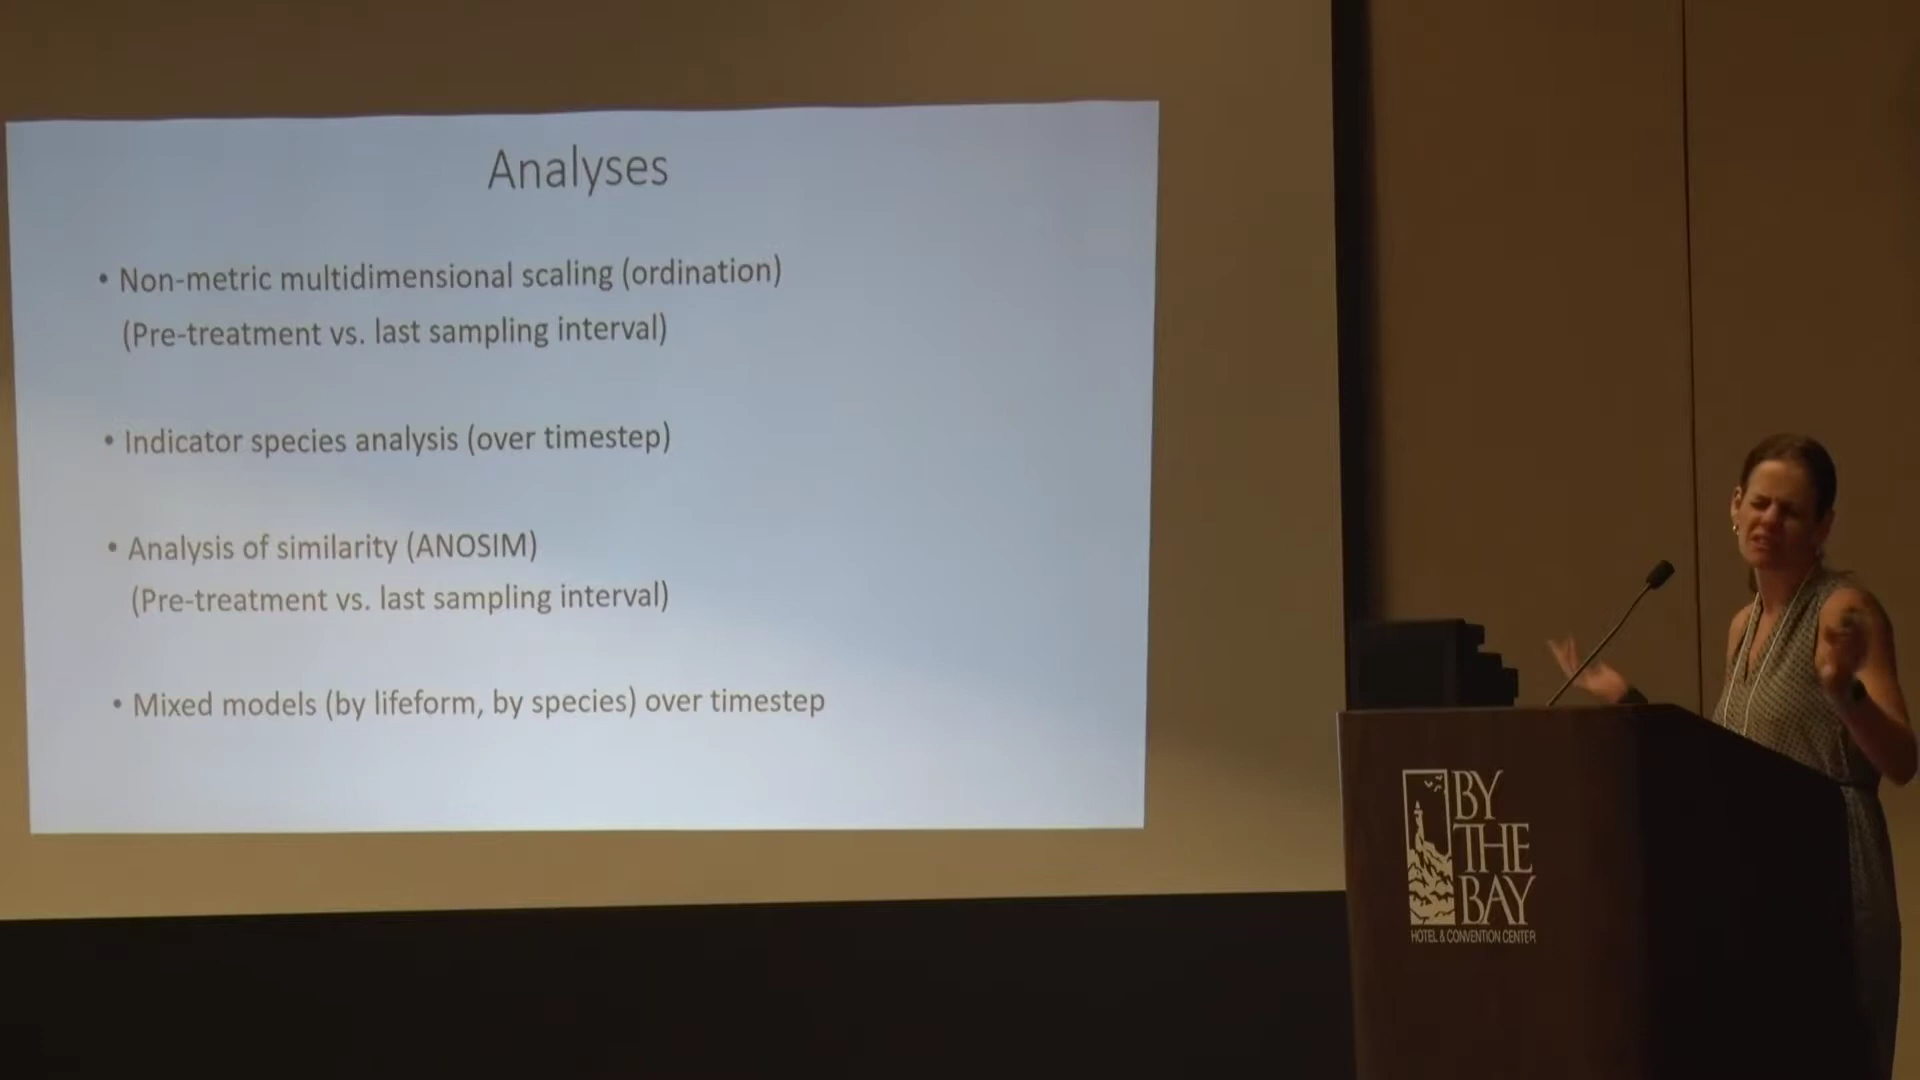 Analyses
• Non-metric multidimensional scaling (ordination)
(Pre-treatment vs. last sampling interval)
• Indicator species analysis (over timestep)
• Analysis of similarity (ANOSIM)
(Pre-treatment vs. last sampling interval)
• Mixed models (by lifeform, by species) over timestep
BY
THE
BAY
HOTEL & CONVENTION CENTER